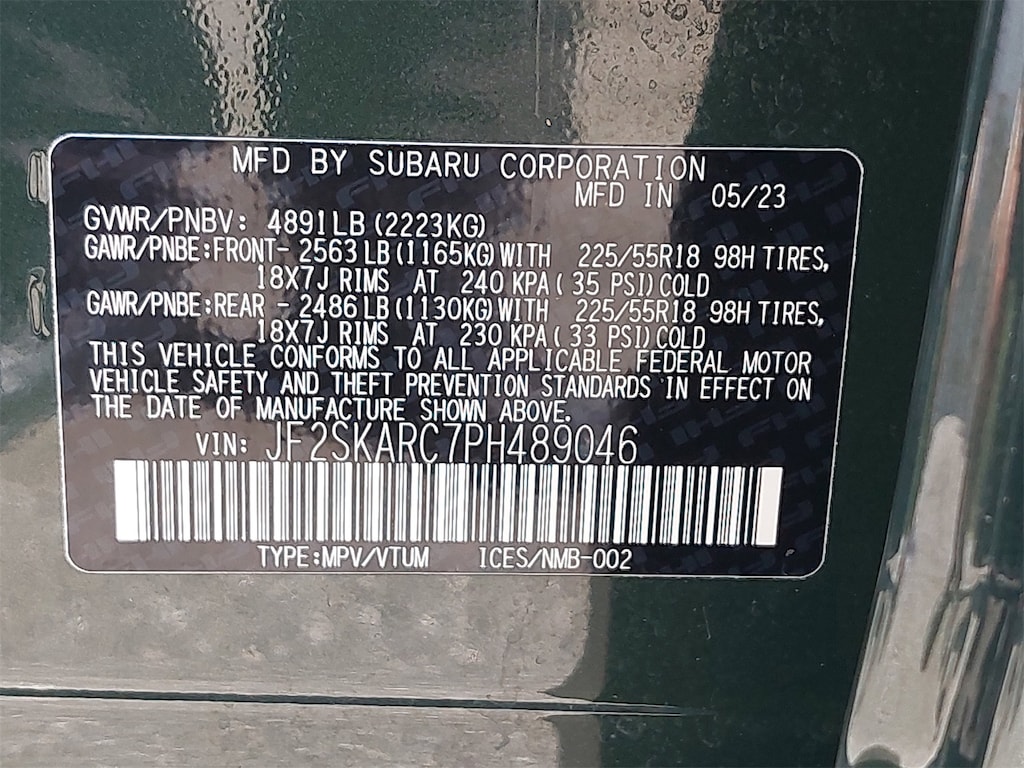 MFD BY SUBARU CORPORATION
MFD IN 05/23
GVWR/PNBV: 4891LB (2223KG)
GAWR/PNBE:FRONT- 2563LB (1165KG) WITH 225/55R18 98H TIRES,
18X7J RIMS AT 240 KPA ( 35 PSI) COLD
GAWR/PNBE:REAR - 2486LB (1130KG) WITH 225/55R18 98H TIRES,
18X7J RIMS AT 230 KPA ( 33 PSI) COLD
THIS VEHICLE CONFORMS TO ALL APPLICABLE FEDERAL MOTOR
VEHICLE SAFETY AND THEFT PREVENTION STANDARDS IN EFFECT ON
THE DATE OF MANUFACTURE SHOWN ABOVE.
VIN: JF2SKARC7PH489046
TYPE:MPV/VTUM ICES/NMB-002